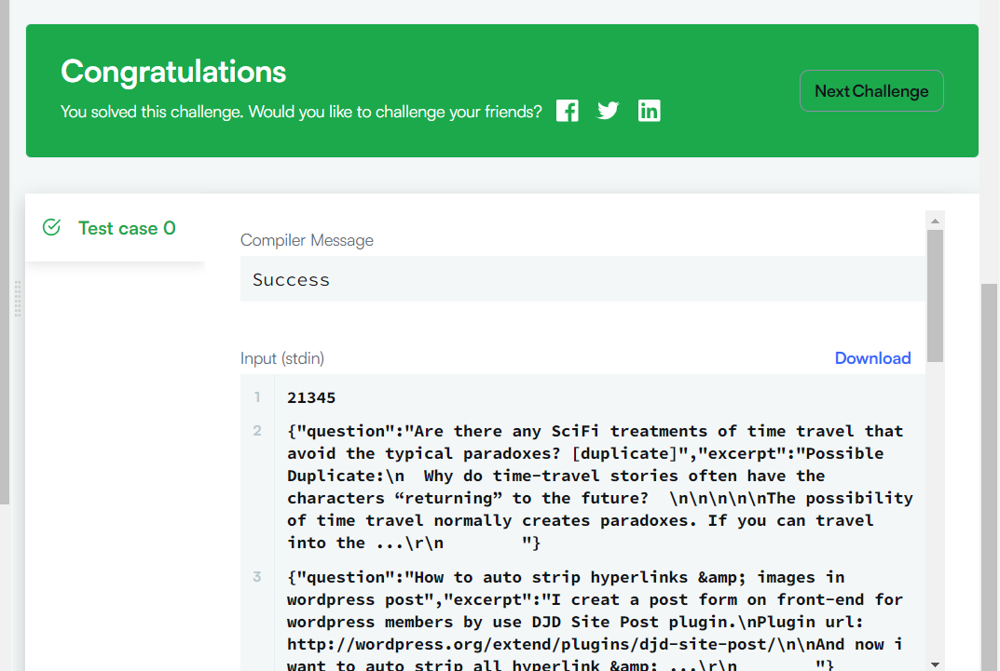 Congratulations
You solved this challenge. Would you like to challenge your friends?
Next Challenge
Test case 0
Compiler Message
Success
Input (stdin)
Download
1
21345
2
{"question":"Are there any SciFi treatments of time travel that
avoid the typical paradoxes? [duplicate]","excerpt":"Possible
Duplicate:\n  Why do time-travel stories often have the
characters “returning” to the future?  \n\n\n\n\nThe possibility
of time travel normally creates paradoxes. If you can travel
into the ...\r\n        "}
3
{"question":"How to auto strip hyperlinks &amp; images in
wordpress post","excerpt":"I creat a post form on front-end for
wordpress members by use DJD Site Post plugin.\nPlugin url:
http://wordpress.org/extend/plugins/djd-site-post/\n\nAnd now i
want to auto strip all hyperlink &amp; ...\r\n        "}